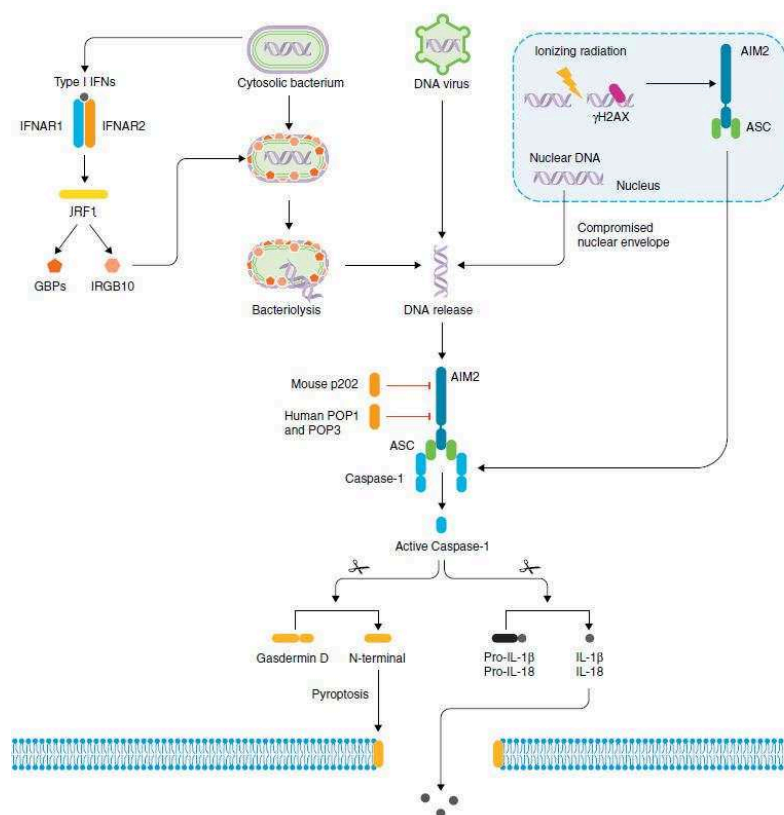 Type I IFNs
IFNAR1
IFNAR2
IRF1
GBPs
IRGB10
Cytosolic bacterium
Bacteriolysis
DNA virus
DNA release
Ionizing radiation
γH2AX
AIM2
ASC
Nuclear DNA
Nucleus
Compromised
nuclear envelope
Mouse p202
Human POP1
and POP3
AIM2
ASC
Caspase-1
Active Caspase-1
Gasdermin D
N-terminal
Pro-IL-1β
Pro-IL-18
IL-1β
IL-18
Pyroptosis